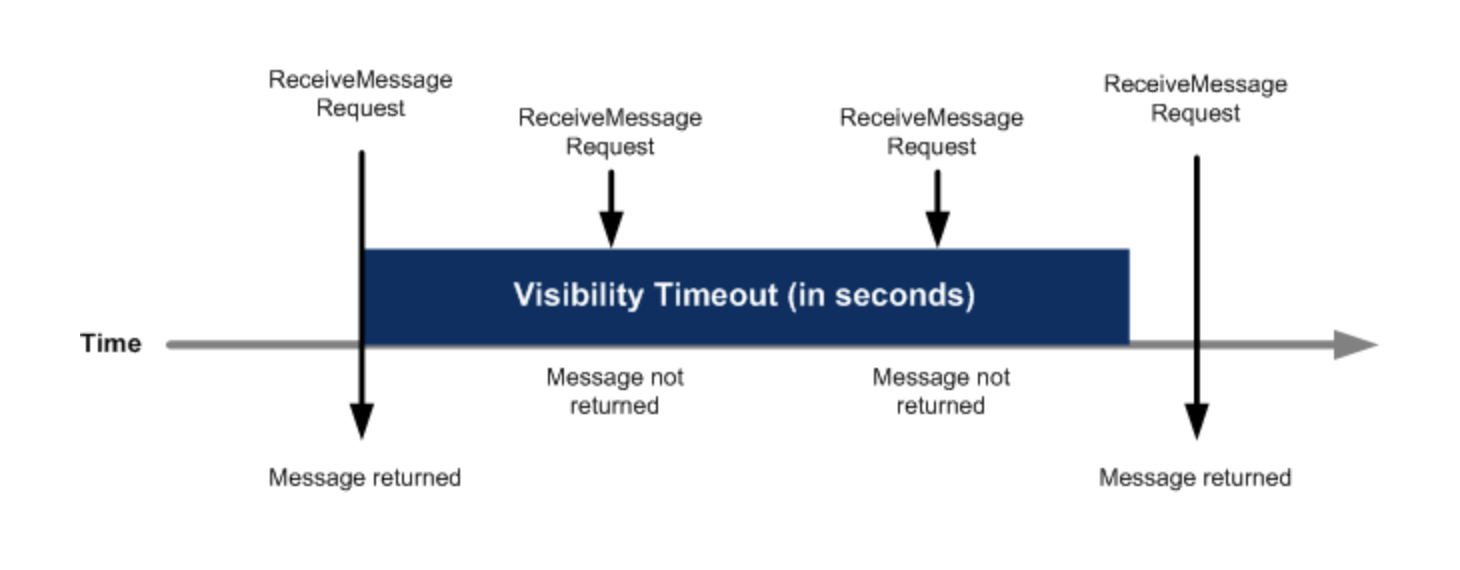 ReceiveMessage
Request
ReceiveMessage
Request
ReceiveMessage
Request
ReceiveMessage
Request
Visibility Timeout (in seconds)
Time
Message not
returned
Message not
returned
Message returned
Message returned